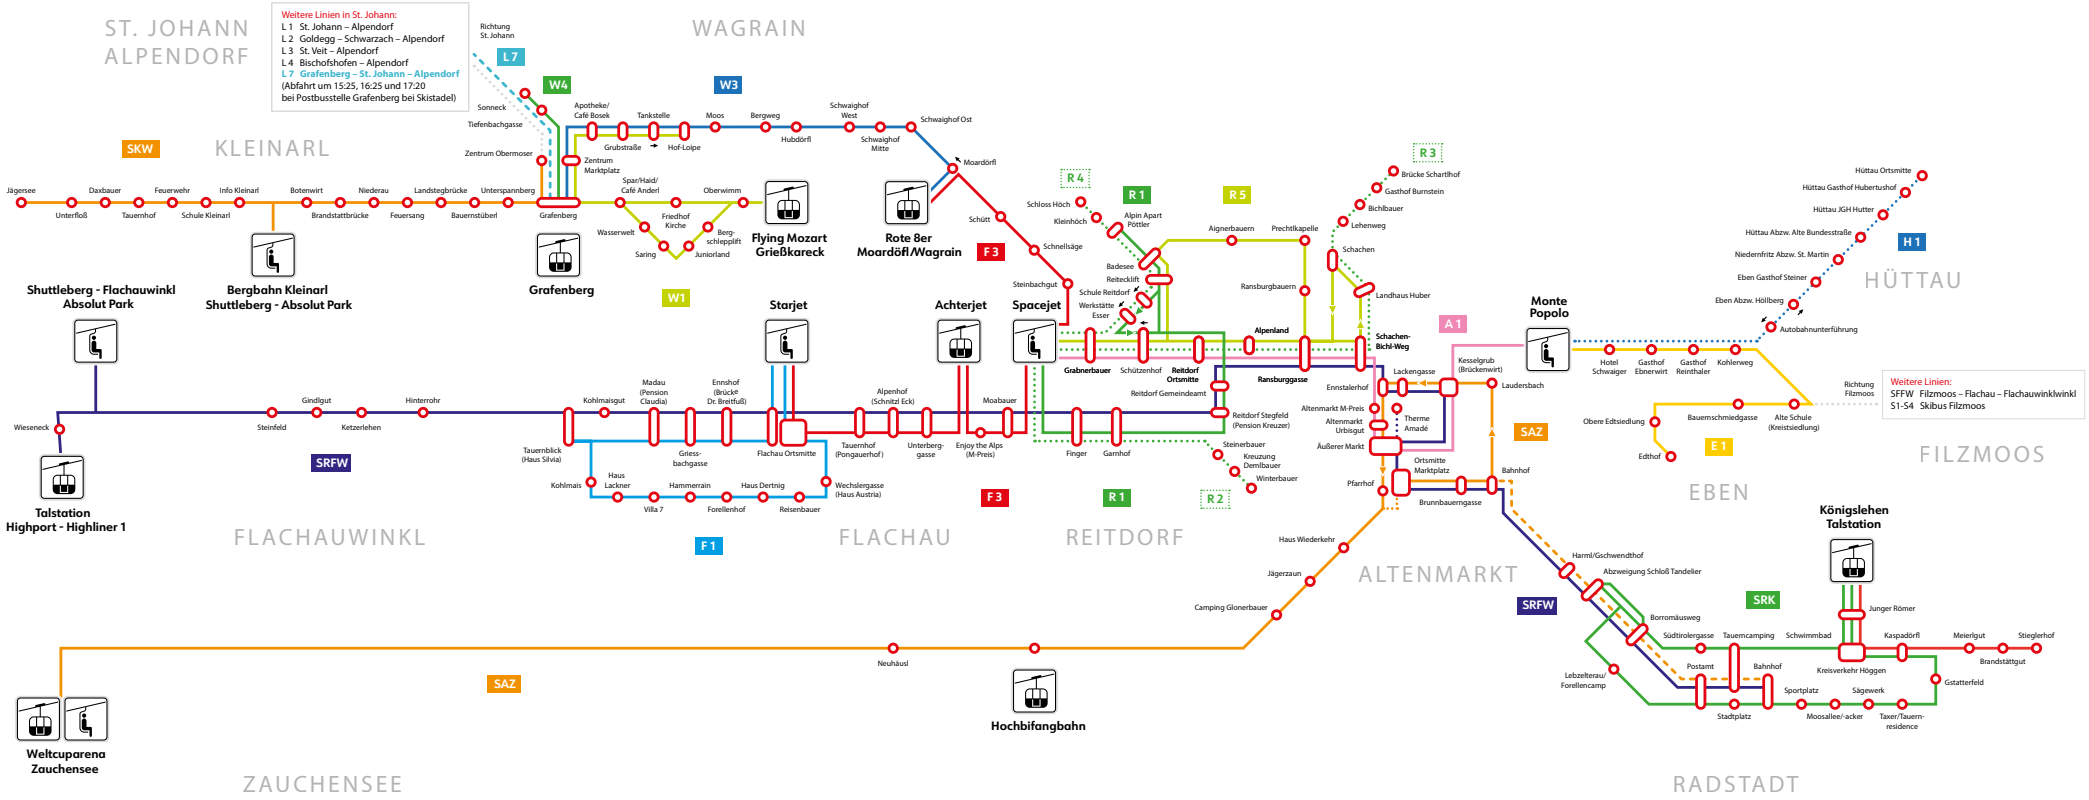 ST. JOHANN
ALPENDORF
Weitere Linien in St. Johann:
L 1 St. Johann – Alpendorf
L 2 Goldegg – Schwarzach – Alpendorf
L 3 St. Veit – Alpendorf
L 4 Bischofshofen – Alpendorf
L 7 Grafenberg – St. Johann – Alpendorf
(Abfahrt um 15:25, 16:25 und 17:20
bei Postbusstelle Grafenberg bei Skistadel)
Richtung
St. Johann
L 7
WAGRAIN
W4
W3
Sonneck
Tiefenbachgasse
Zentrum Obermoser
Apotheke/
Café Bosek
Grubstraße
Tankstelle
Hof-Loipe
Moos
Bergweg
Hubdörfl
Schwaighof
West
Schwaighof
Mitte
Schwaighof Ost
Moardörfl
Zentrum
Marktplatz
SKW
KLEINARL
Jägersee
Unterfloß
Daxbauer
Tauernhof
Feuerwehr
Schule Kleinarl
Info Kleinarl
Botenwirt
Brandstattbrücke
Niederau
Feuersang
Landstegbrücke
Bauernstüberl
Unterspannberg
Grafenberg
Spar/Haid/
Café Anderl
Wasserwelt
Saring
Friedhof
Kirche
Juniorland
Berg-
schlepplift
Oberwimm
Flying Mozart
Grießkareck
Rote 8er
Moardöfl/Wagrain
Grafenberg
W1
Bergbahn Kleinarl
Shuttleberg - Absolut Park
Shuttleberg - Flachauwinkl
Absolut Park
Schütt
Schnellsäge
Steinbachgut
F 3
Starjet
Achterjet
Spacejet
R 4
R 1
R 5
R 3
Schloss Höch
Kleinhöch
Alpin Apart
Pöttler
Badesee
Reitecklift
Schule Reitdorf
Werkstätte
Esser
Aignerbauern
Prechtlkapelle
Ransburgbauern
Brücke Schartlhof
Gasthof Burnstein
Bichlbauer
Lehenweg
Schachen
Landhaus Huber
Grabnerbauer
Schützenhof
Reitdorf
Ortsmitte
Alpenland
Ransburggasse
Schachen-
Bichl-Weg
A 1
Monte
Popolo
Kesselgrub
(Brückenwirt)
Hüttau Ortsmitte
Hüttau Gasthof Hubertushof
Hüttau JGH Hutter
Hüttau Abzw. Alte Bundesstraße
Niedernfritz Abzw. St. Martin
Eben Gasthof Steiner
Eben Abzw. Höllberg
Autobahnunterführung
H 1
HÜTTAU
Hotel
Schwaiger
Gasthof
Ebnerwirt
Gasthof
Reinthaler
Kohlerweg
Richtung
Filzmoos
Weitere Linien:
SFFW Filzmoos – Flachau – Flachauwinklwinkl
S1-S4 Skibus Filzmoos
Obere Edtsiedlung
Bauernschmiedgasse
Alte Schule
(Kreistsiedlung)
Edthof
E 1
FILZMOOS
EBEN
Wieseneck
Steinfeld
Gindlgut
Ketzerlehen
Hinterrohr
SRFW
Talstation
Highport - Highliner 1
FLACHAUWINKL
Tauernblick
(Haus Silvia)
Kohlmaisgut
Madau
(Pension
Claudia)
Griess-
bachgasse
Ennshof
(Brücke
Dr. Breitfuß)
Flachau Ortsmitte
Tauernhof
(Pongauerhof)
Alpenhof
(Schnitzl Eck)
Unterberg-
gasse
Enjoy the Alps
(M-Preis)
Moabauer
Finger
Garnhof
Kohlmais
Haus
Lackner
Villa 7
Hammerrain
Forellenhof
Haus Dertnig
Reisenbauer
Wechslergasse
(Haus Austria)
F 1
FLACHAU
F 3
R 1
REITDORF
R 2
Reitdorf Gemeindeamt
Reitdorf Stegfeld
(Pension Kreuzer)
Steinerbauer
Kreuzung
Demlbauer
Winterbauer
Ennstalerhof
Lackengasse
Laudersbach
Altenmarkt M-Preis
Altenmarkt
Urbisgut
Äußerer Markt
Therme
Amadé
Ortsmitte
Marktplatz
Pfarrhof
Brunnbauerngasse
Bahnhof
SAZ
Haus Wiederkehr
Jägerzaun
Camping Glonerbauer
ALTENMARKT
Harml/Gschwendthof
Abzweigung Schloß Tandelier
SRFW
Borromäusweg
Lebzelterau/
Forellencamp
Südtirolergasse
Tauerncamping
Schwimmbad
Postamt
Bahnhof
Stadtplatz
Sportplatz
Moosallee/-acker
Sägewerk
Taxer/Tauern-
residence
Gstatterfeld
SRK
Königslehen
Talstation
Junger Römer
Kreisverkehr Höggen
Kaspadörfl
Meierlgut
Brandstättgut
Stieglerhof
Neuhäusl
Hochbifangbahn
SAZ
Weltcuparena
Zauchensee
ZAUCHENSEE
RADSTADT